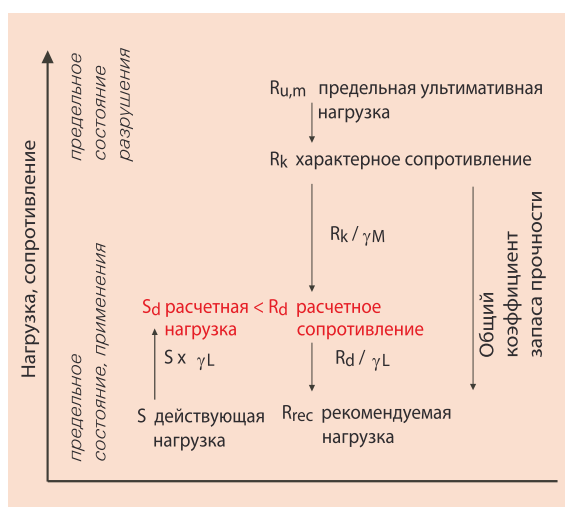 Нагрузка, сопротивление
предельное
состояние
разрушения
предельное
состояние, применения
Ru,m предельная ультимативная
нагрузка
Rk характерное сопротивление
Rk / γM
Sd расчетная < Rd расчетное
нагрузка сопротивление
S x γL
Rd / γL
S действующая
нагрузка
Rrec рекомендуемая
нагрузка
Общий
коэффициент
запаса прочности